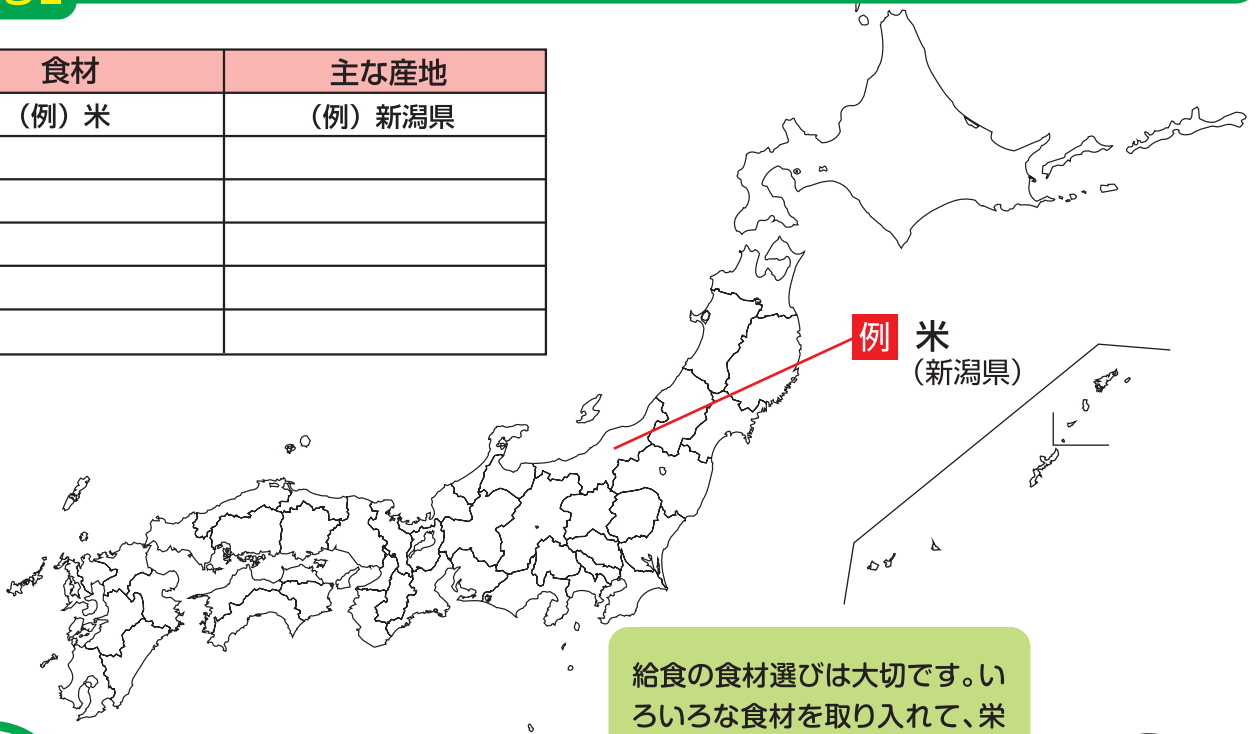 食材 主な産地
（例）米 （例）新潟県
例 米
（新潟県）
給食の食材選びは大切です。い
ろいろな食材を取り入れて、栄